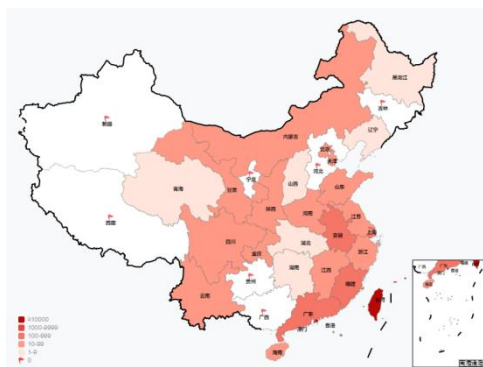 黑龙江
吉林
新疆
辽宁
内蒙古
北京
天津
河北
宁夏
山西
青海
山东
甘肃
陕西
河南
江苏
西藏
安徽
上海
四川
湖北
重庆
浙江
湖南
江西
贵州
福建
云南
台湾
广西
广东
香港
澳门
海南
≥10000
1000-9999
100-999
10-99
1-9
0
南海诸岛